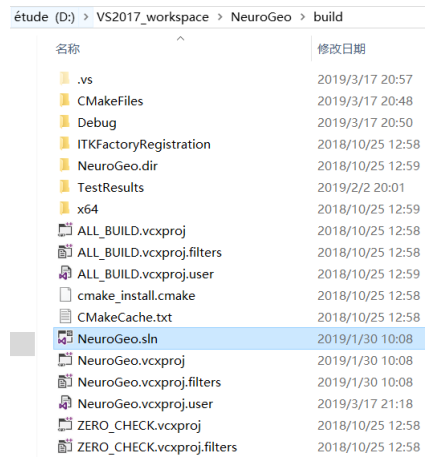 étude (D:) > VS2017_workspace > NeuroGeo > build
名称 修改日期
.vs 2019/3/17 20:57
CMakeFiles 2019/3/17 20:48
Debug 2019/3/17 20:50
ITKFactoryRegistration 2018/10/25 12:58
NeuroGeo.dir 2018/10/25 12:59
TestResults 2019/2/2 20:01
x64 2018/10/25 12:59
ALL_BUILD.vcxproj 2018/10/25 12:58
ALL_BUILD.vcxproj.filters 2018/10/25 12:58
ALL_BUILD.vcxproj.user 2018/10/25 12:59
cmake_install.cmake 2018/10/25 12:58
CMakeCache.txt 2018/10/25 12:58
NeuroGeo.sln 2019/1/30 10:08
NeuroGeo.vcxproj 2019/1/30 10:08
NeuroGeo.vcxproj.filters 2019/1/30 10:08
NeuroGeo.vcxproj.user 2019/3/17 21:18
ZERO_CHECK.vcxproj 2018/10/25 12:58
ZERO_CHECK.vcxproj.filters 2018/10/25 12:58